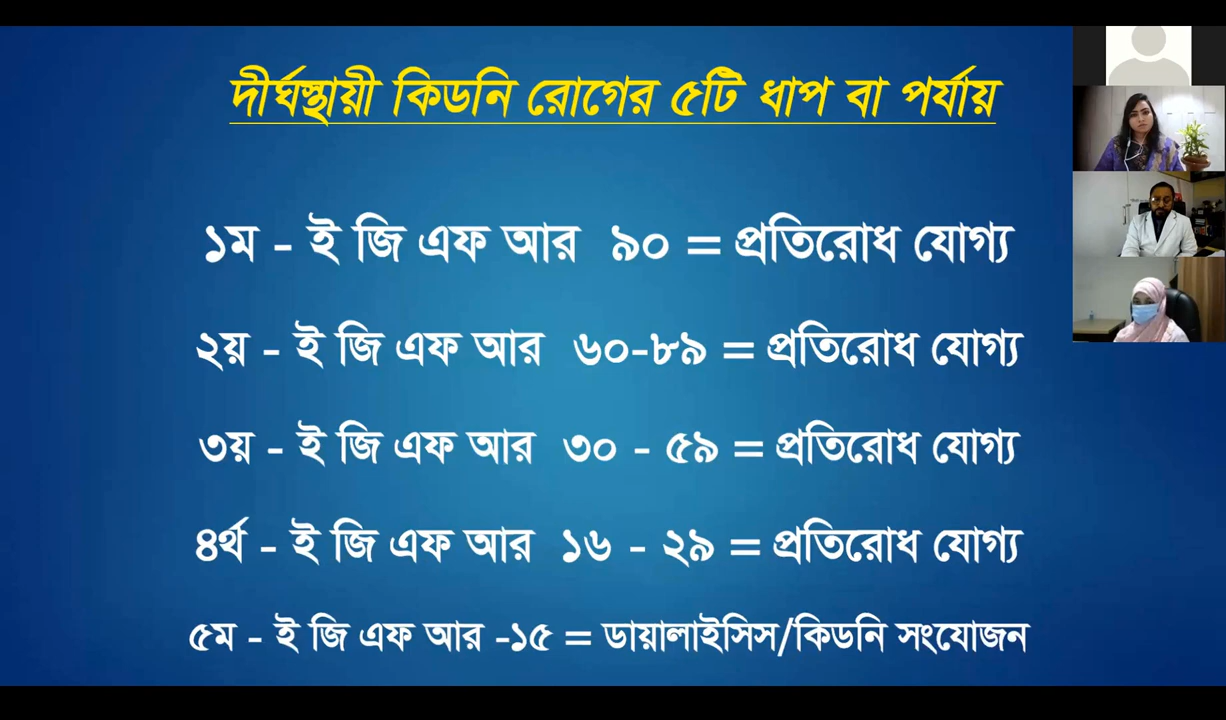 দীর্ঘস্থায়ী কিডনি রোগের ৫টি ধাপ বা পর্যায়
১ম - ই জি এফ আর ৯০ = প্রতিরোধ যোগ্য
২য় - ই জি এফ আর ৬০-৮৯ = প্রতিরোধ যোগ্য
৩য় - ই জি এফ আর ৩০ - ৫৯ = প্রতিরোধ যোগ্য
৪র্থ - ই জি এফ আর ১৬ - ২৯ = প্রতিরোধ যোগ্য
৫ম - ই জি এফ আর -১৫ = ডায়ালাইসিস/কিডনি সংযোজন